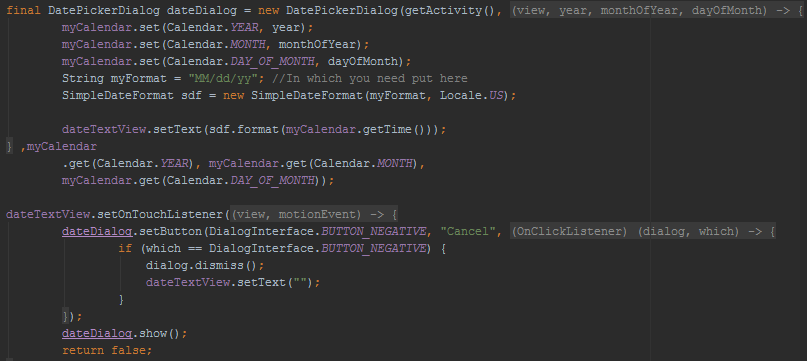 final DatePickerDialog dateDialog = new DatePickerDialog(getActivity(), (view, year, monthOfYear, dayOfMonth) -> {
        myCalendar.set(Calendar.YEAR, year);
        myCalendar.set(Calendar.MONTH, monthOfYear);
        myCalendar.set(Calendar.DAY_OF_MONTH, dayOfMonth);
        String myFormat = "MM/dd/yy"; //In which you need put here
        SimpleDateFormat sdf = new SimpleDateFormat(myFormat, Locale.US);

        dateTextView.setText(sdf.format(myCalendar.getTime()));
} ,myCalendar
        .get(Calendar.YEAR), myCalendar.get(Calendar.MONTH),
        myCalendar.get(Calendar.DAY_OF_MONTH));

dateTextView.setOnTouchListener((view, motionEvent) -> {
        dateDialog.setButton(DialogInterface.BUTTON_NEGATIVE, "Cancel", (OnClickListener) (dialog, which) -> {
                if (which == DialogInterface.BUTTON_NEGATIVE) {
                    dialog.dismiss();
                    dateTextView.setText("");
                }
        });
        dateDialog.show();
        return false;